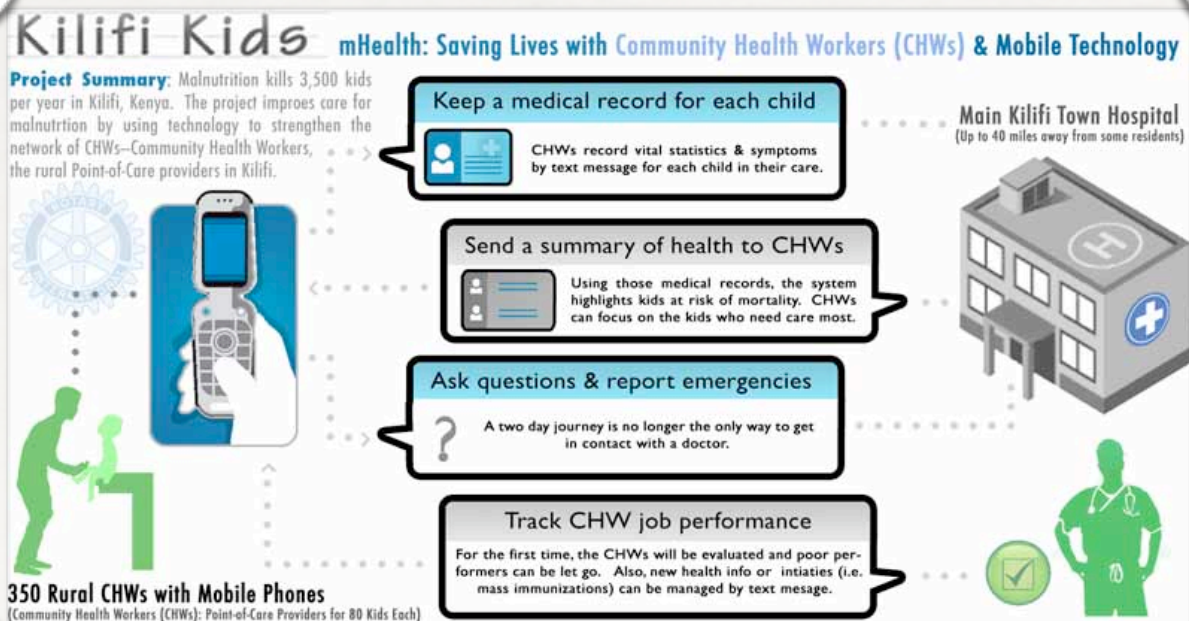 Kilifi Kids
mHealth: Saving Lives with Community Health Workers (CHWs) & Mobile Technology
Project Summary: Malnutrition kills 3,500 kids
per year in Kilifi, Kenya. The project improes care for
malnutrtion by using technology to strengthen the
network of CHWs—Community Health Workers,
the rural Point-of-Care providers in Kilifi.
Keep a medical record for each child
CHWs record vital statistics & symptoms
by text message for each child in their care.
Main Kilifi Town Hospital
(Up to 40 miles away from some residents)
H
Send a summary of health to CHWs
Using those medical records, the system
highlights kids at risk of mortality. CHWs
can focus on the kids who need care most.
Ask questions & report emergencies
?
A two day journey is no longer the only way to get
in contact with a doctor.
Track CHW job performance
For the first time, the CHWs will be evaluated and poor per-
formers can be let go. Also, new health info or intiaties (i.e.
mass immunizations) can be managed by text mesage.
350 Rural CHWs with Mobile Phones
(Community Health Workers (CHWs): Point-of-Care Providers for 80 Kids Each)
ROTARY